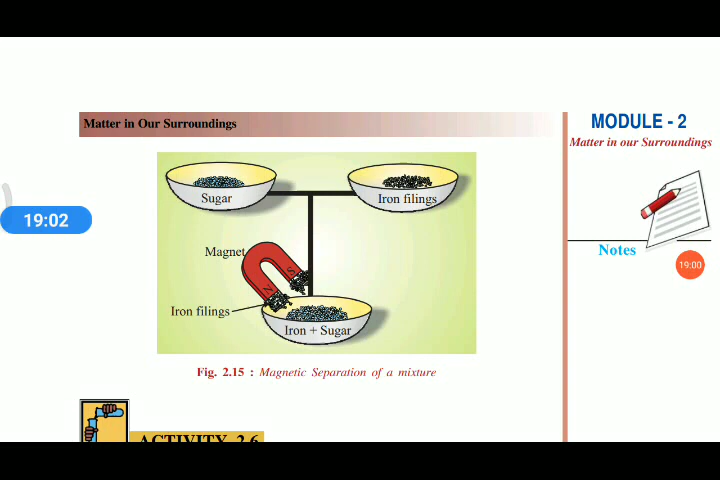 Matter in Our Surroundings
MODULE - 2
Matter in our Surroundings
Sugar
Iron filings
19:02
Magnet
S
N
Iron filings
Iron + Sugar
Notes
19:00
Fig. 2.15 : Magnetic Separation of a mixture
ACTIVITY 2.6